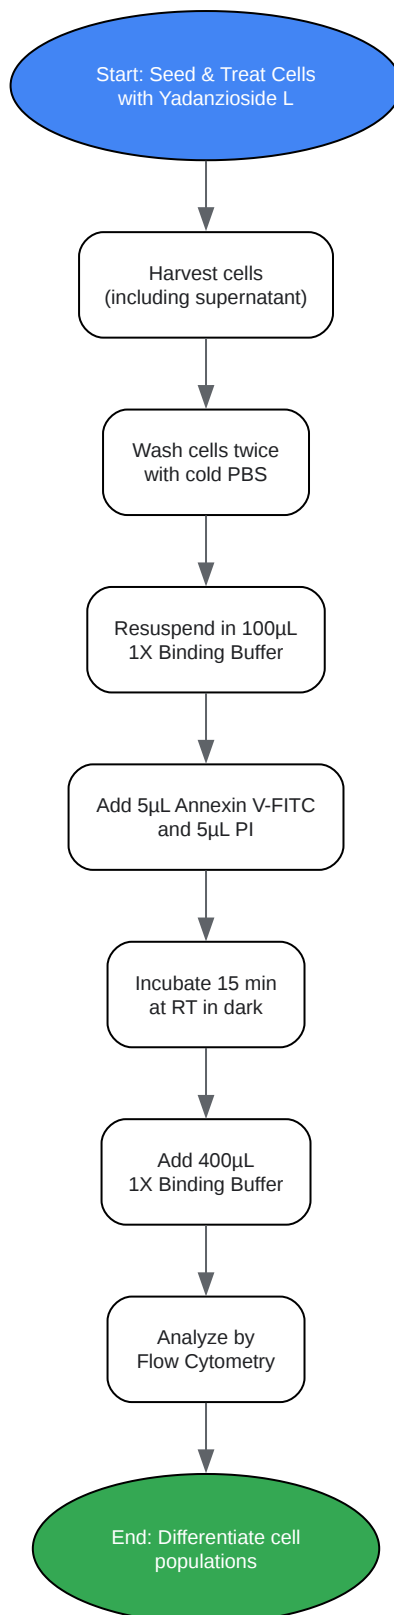 Start: Seed & Treat Cells
with Yadanzioside L
Harvest cells
(including supernatant)
Wash cells twice
with cold PBS
Resuspend in 100µL
1X Binding Buffer
Add 5µL Annexin V-FITC
and 5µL PI
Incubate 15 min
at RT in dark
Add 400µL
1X Binding Buffer
Analyze by
Flow Cytometry
End: Differentiate cell
populations